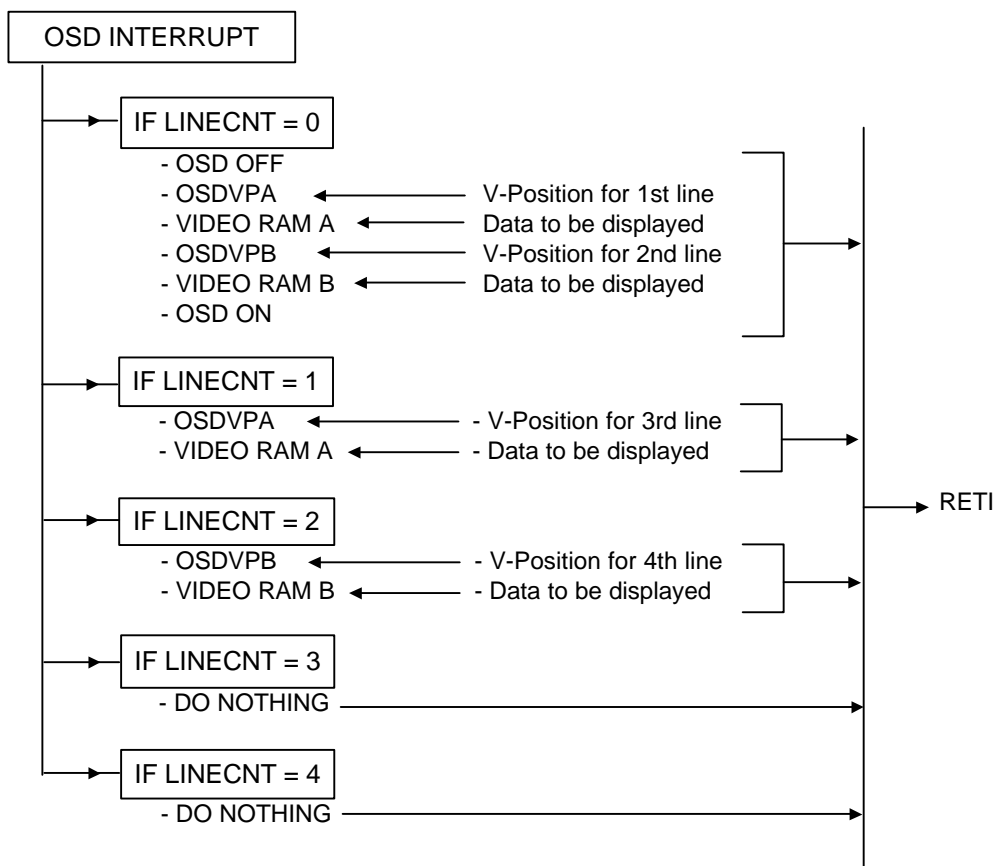 OSD INTERRUPT
IF LINECNT = 0
- OSD OFF
- OSDVPA V-Position for 1st line
- VIDEO RAM A Data to be displayed
- OSDVPB V-Position for 2nd line
- VIDEO RAM B Data to be displayed
- OSD ON
IF LINECNT = 1
- OSDVPA - V-Position for 3rd line
- VIDEO RAM A - Data to be displayed
RETI
IF LINECNT = 2
- OSDVPB - V-Position for 4th line
- VIDEO RAM B - Data to be displayed
IF LINECNT = 3
- DO NOTHING
IF LINECNT = 4
- DO NOTHING